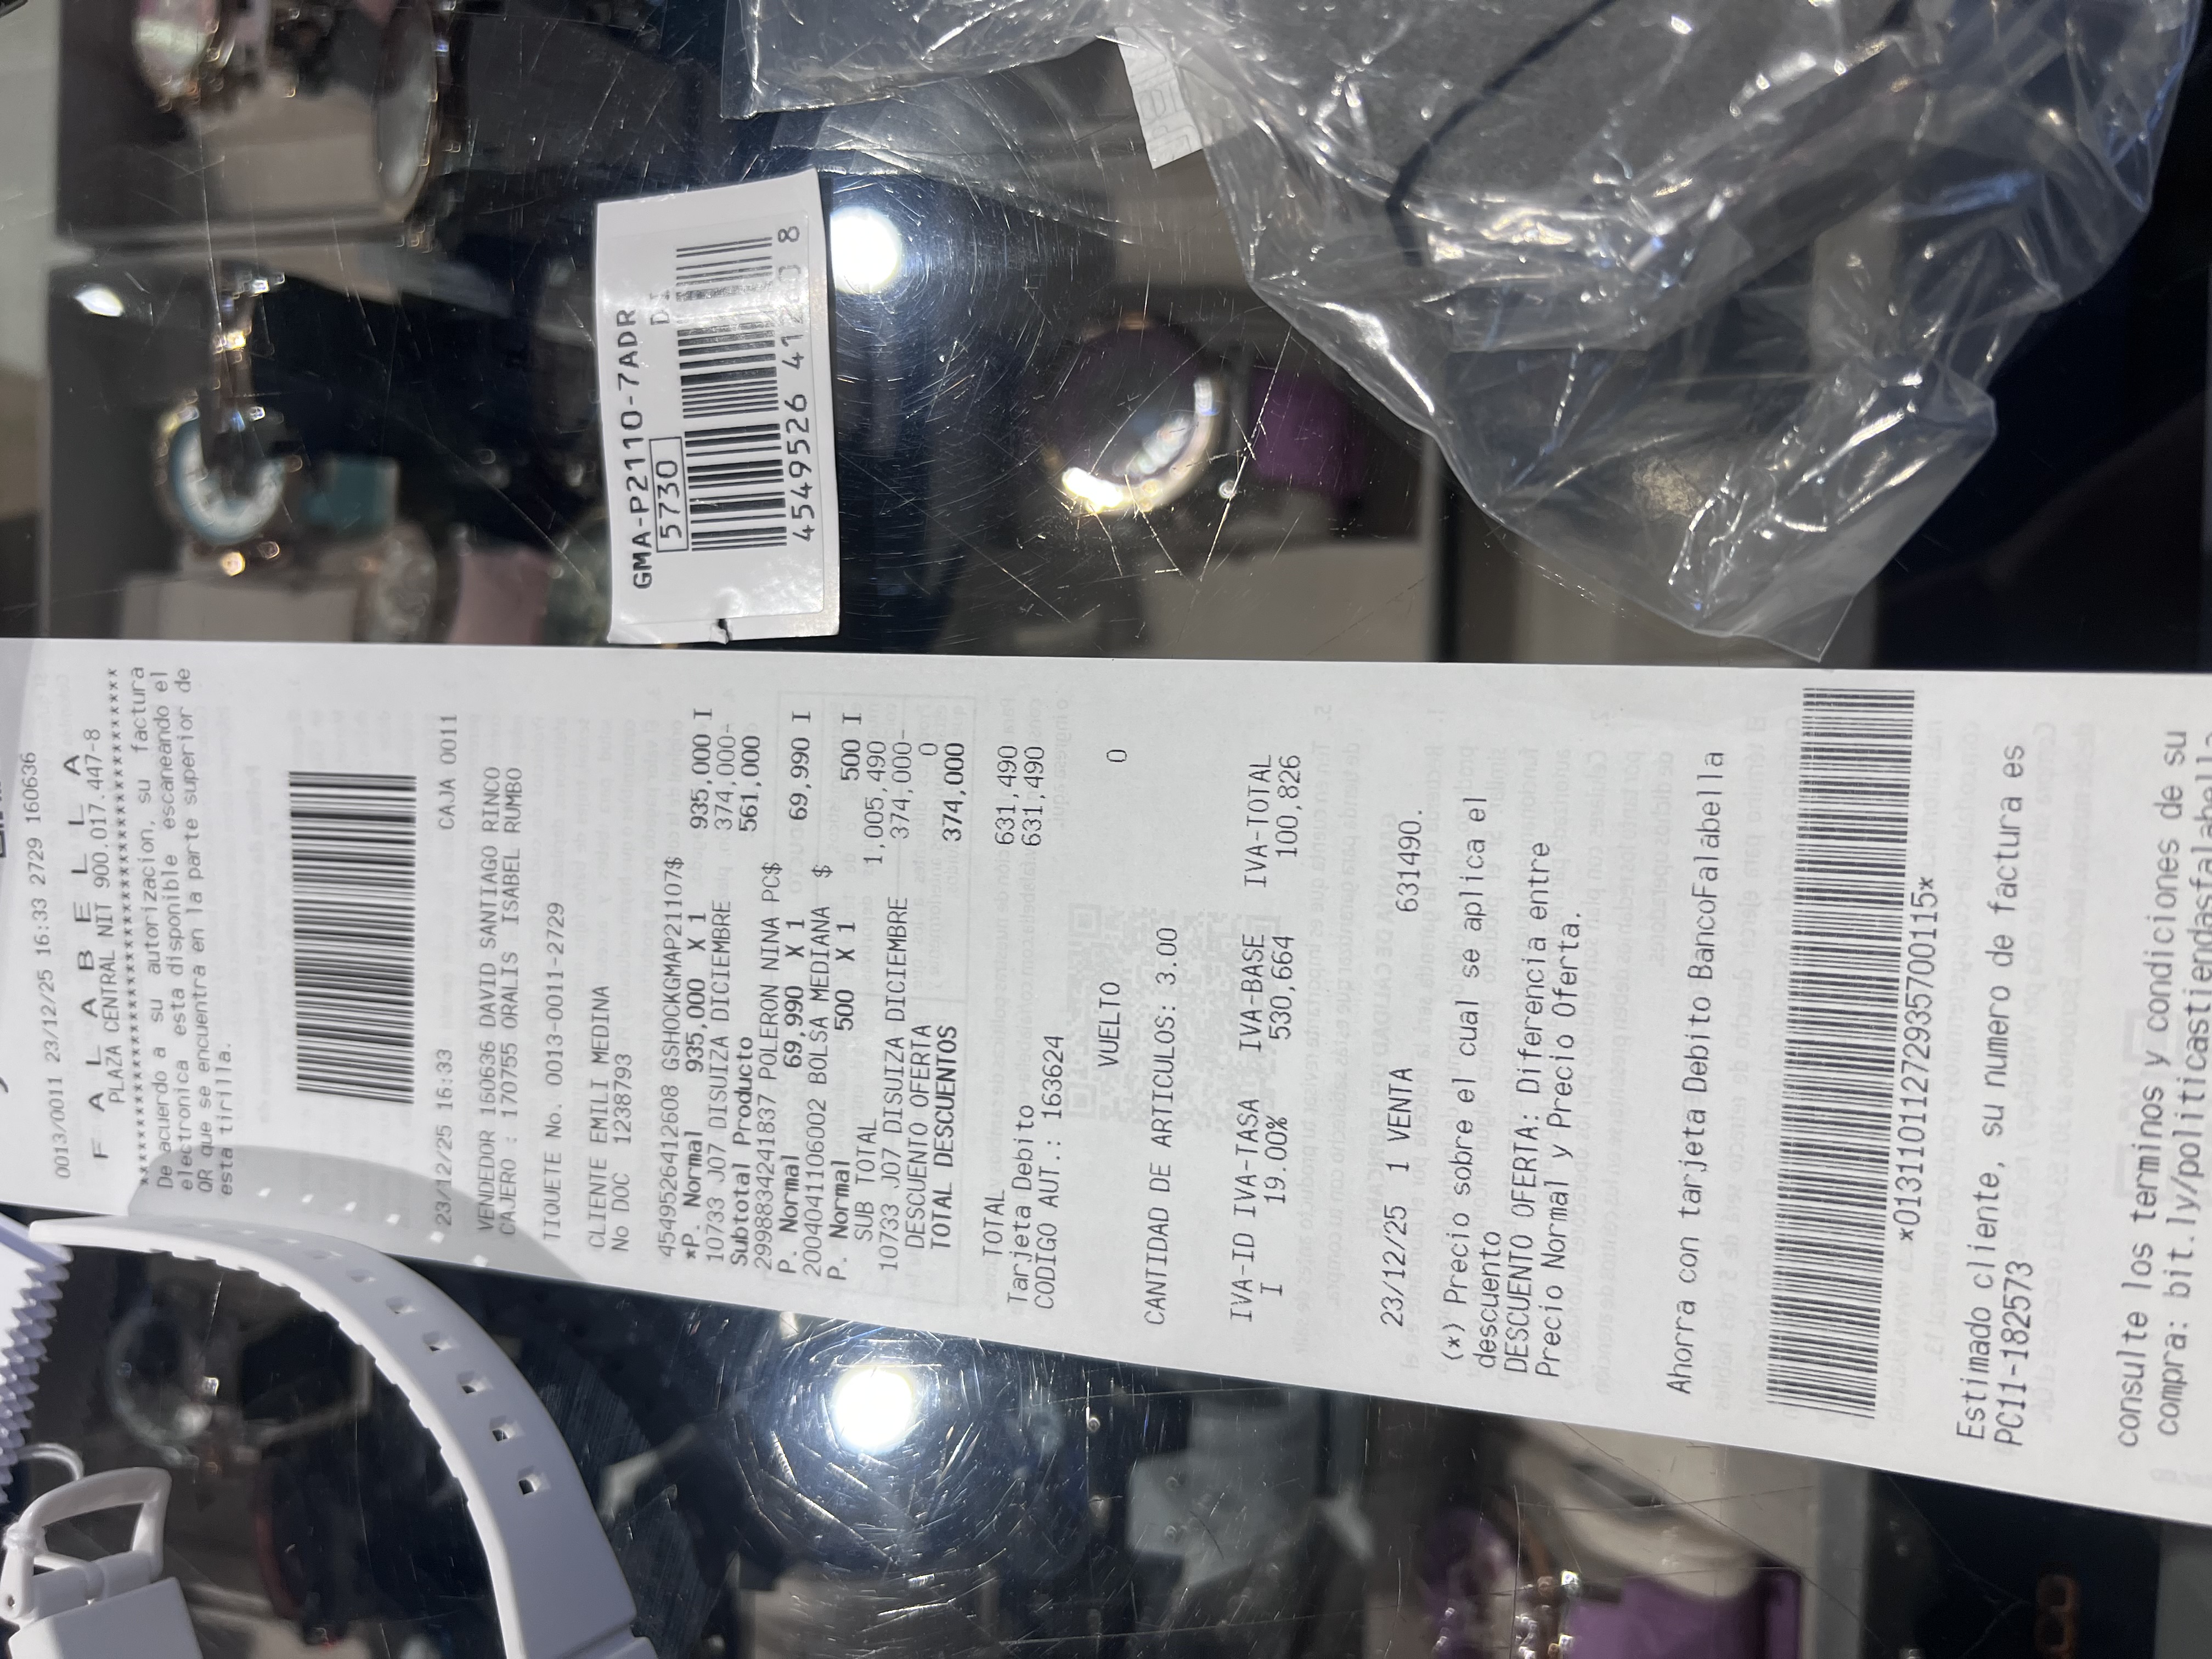 0013/0011 23/12/25 16:33 2729 160636
F A L A B E L L A
PLAZA CENTRAL NIT 900.017.447-8
De acuerdo a su autorizacion, su factura
electronica esta disponible escaneando el
QR que se encuentra en la parte superior de
esta tirilla.
23/12/25 16:33 CAJA 0011
VENDEDOR 160636 DAVID SANTIAGO RINCO
CAJERO : 170755 ORALIS ISABEL RUMBO
TIQUETE No. 0013-0011-2729
CLIENTE EMILI MEDINA
No DOC 1238793
4549526412608 GSHOCKGMAP21107$
*P. Normal 935,000 X 1 935,000 I
10733 J07 DISUIZA DICIEMBRE 374,000-
Subtotal Producto 561,000
2998834241837 POLERON NINA PC$
P. Normal 69,990 X 1 69,990 I
2004041106002 BOLSA MEDIANA $
P. Normal 500 X 1 500 I
SUB TOTAL 1,005,490
10733 J07 DISUIZA DICIEMBRE 374,000-
DESCUENTO OFERTA 0
TOTAL DESCUENTOS 374,000
TOTAL 631,490
Tarjeta Debito 631,490
CODIGO AUT.: 163624
VUELTO 0
CANTIDAD DE ARTICULOS: 3.00
IVA-ID IVA-TASA IVA-BASE IVA-TOTAL
I 19.00% 530,664 100,826
23/12/25 1 VENTA 631490.
(*) Precio sobre el cual se aplica el
descuento
DESCUENTO OFERTA: Diferencia entre
Precio Normal y Precio Oferta.
Ahorra con tarjeta Debito BancoFalabella
*013110112729357001115*
Estimado cliente, su numero de factura es
PC11-1825573
consulte los terminos y condiciones de su
compra: bit.ly/politicastiendasfalabella
GMA-P2110-7ADR
5730
4549526
8